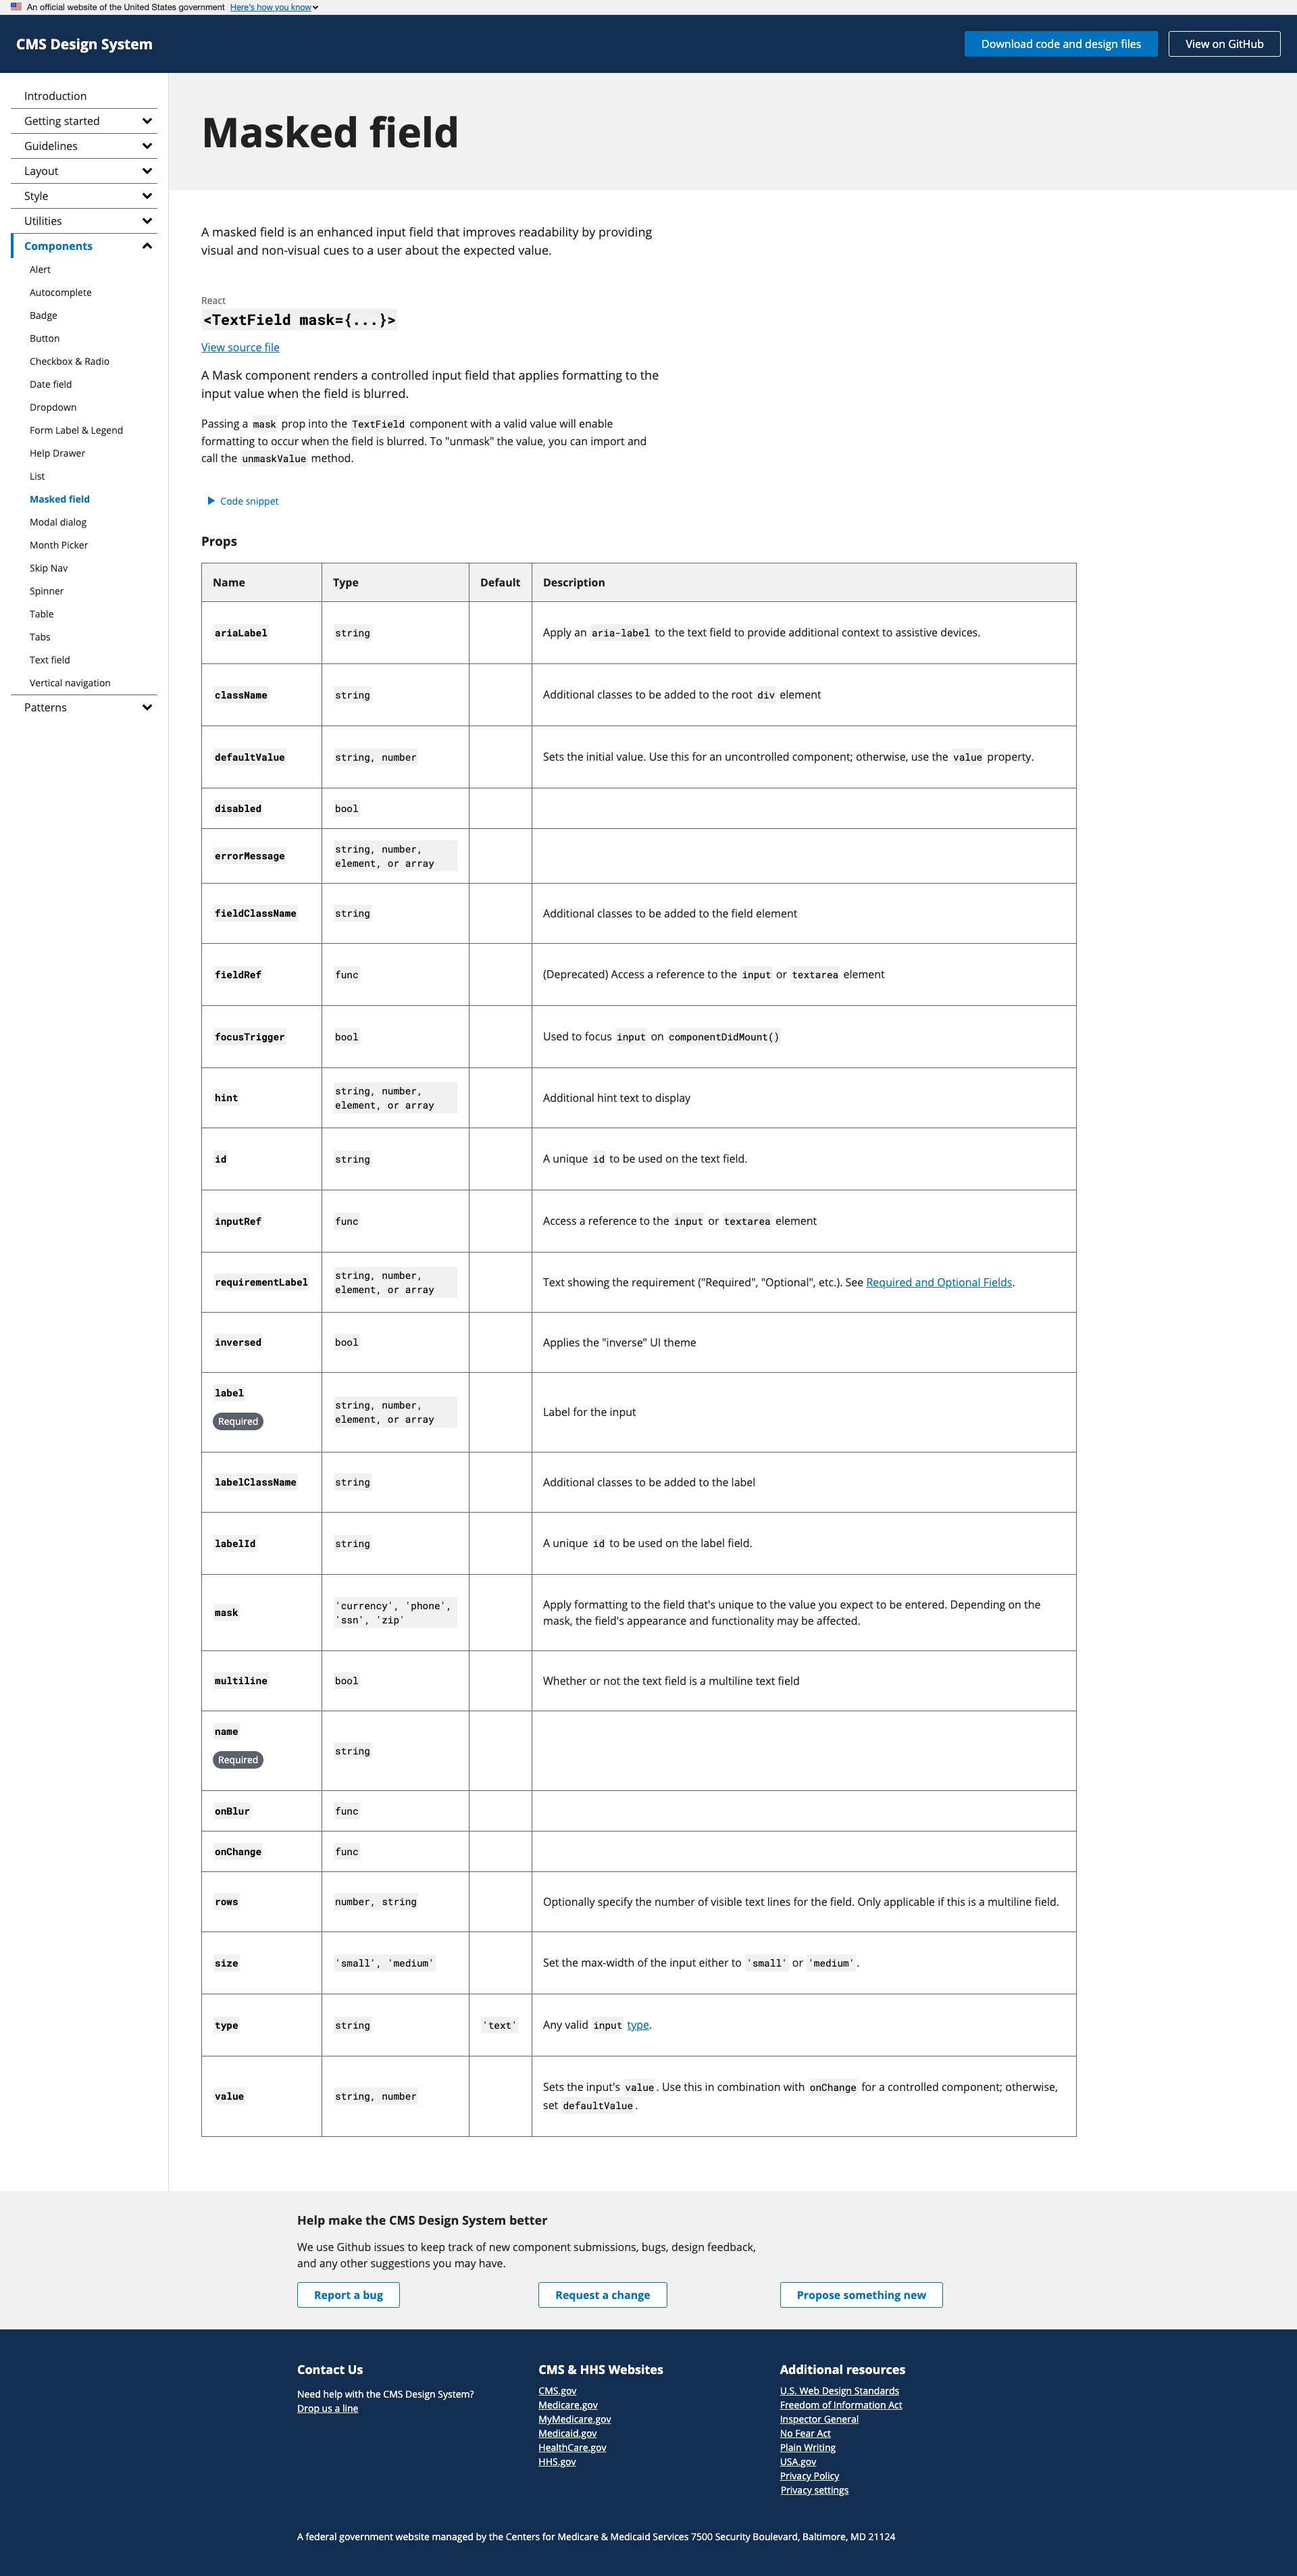 An official website of the United States government Here's how you know
CMS Design System
Download code and design files
View on GitHub
Introduction
Getting started
Guidelines
Layout
Style
Utilities
Components
Alert
Autocomplete
Badge
Button
Checkbox & Radio
Date field
Dropdown
Form Label & Legend
Help Drawer
List
Masked field
Modal dialog
Month Picker
Skip Nav
Spinner
Table
Tabs
Text field
Vertical navigation
Patterns
Masked field
A masked field is an enhanced input field that improves readability by providing
visual and non-visual cues to a user about the expected value.
React
<TextField mask={...}>
View source file
A Mask component renders a controlled input field that applies formatting to the
input value when the field is blurred.
Passing a mask prop into the TextField component with a valid value will enable
formatting to occur when the field is blurred. To "unmask" the value, you can import and
call the unmaskValue method.
Code snippet
Props
Name Type Default Description
ariaLabel string Apply an aria-label to the text field to provide additional context to assistive devices.
className string Additional classes to be added to the root div element
defaultValue string, number Sets the initial value. Use this for an uncontrolled component; otherwise, use the value property.
disabled bool
errorMessage string, number,
element, or array
fieldClassName string Additional classes to be added to the field element
fieldRef func (Deprecated) Access a reference to the input or textarea element
focusTrigger bool Used to focus input on componentDidMount()
hint string, number,
element, or array Additional hint text to display
id string A unique id to be used on the text field.
inputRef func Access a reference to the input or textarea element
requirementLabel string, number,
element, or array Text showing the requirement ("Required", "Optional", etc.). See Required and Optional Fields.
inversed bool Applies the "inverse" UI theme
label
Required
string, number,
element, or array
Label for the input
labelClassName string Additional classes to be added to the label
labelId string A unique id to be used on the label field.
mask
'currency', 'phone',
'ssn', 'zip'
Apply formatting to the field that's unique to the value you expect to be entered. Depending on the
mask, the field's appearance and functionality may be affected.
multiline bool Whether or not the text field is a multiline text field
name
Required
string
onBlur func
onChange func
rows number, string Optionally specify the number of visible text lines for the field. Only applicable if this is a multiline field.
size 'small', 'medium' Set the max-width of the input either to 'small' or 'medium'.
type string 'text' Any valid input type.
value string, number
Sets the input's value. Use this in combination with onChange for a controlled component; otherwise,
set defaultValue.
Help make the CMS Design System better
We use Github issues to keep track of new component submissions, bugs, design feedback,
and any other suggestions you may have.
Report a bug
Request a change
Propose something new
Contact Us
Need help with the CMS Design System?
Drop us a line
CMS & HHS Websites
CMS.gov
Medicare.gov
MyMedicare.gov
Medicaid.gov
HealthCare.gov
HHS.gov
Additional resources
U.S. Web Design Standards
Freedom of Information Act
Inspector General
No Fear Act
Plain Writing
USA.gov
Privacy Policy
Privacy settings
A federal government website managed by the Centers for Medicare & Medicaid Services 7500 Security Boulevard, Baltimore, MD 21124